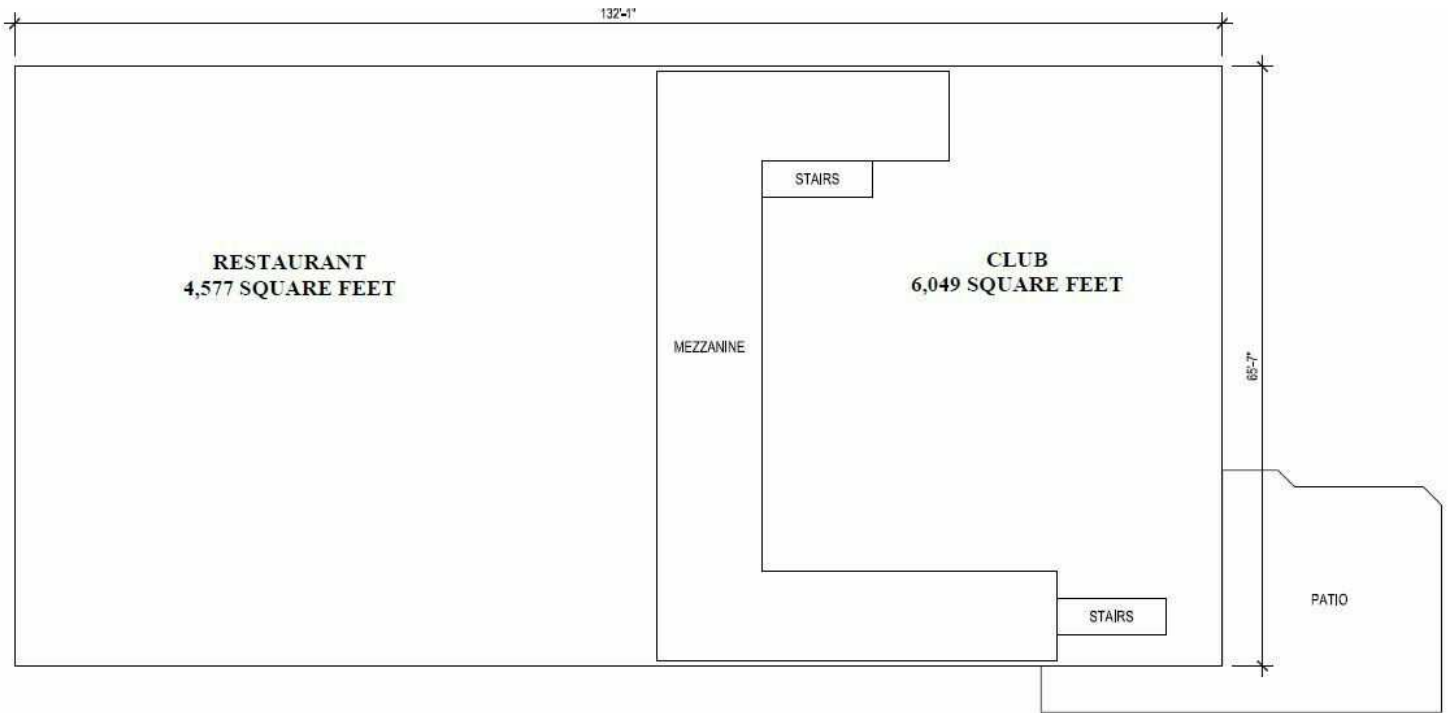 132'-1"
STAIRS
RESTAURANT
4,577 SQUARE FEET
CLUB
6,049 SQUARE FEET
MEZZANINE
65'-7"
PATIO
STAIRS